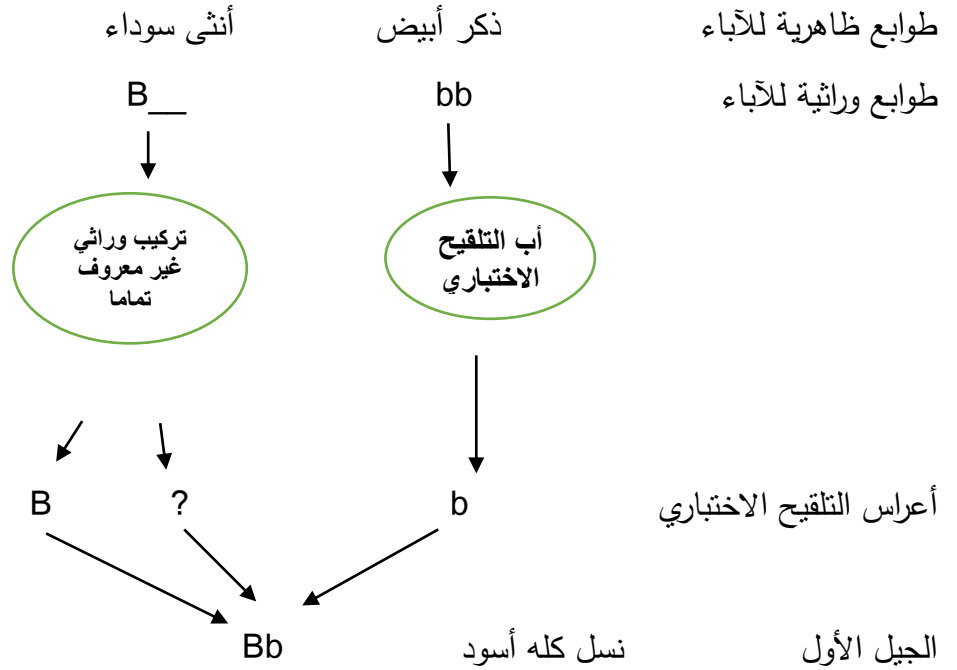 طوابع ظاهرية للآباء ذكر أبيض أنثى سوداء
طوابع وراثية للآباء bb B__
أب التلقيح
الاختباري
تركيب وراثي
غير معروف
تماما
أعراس التلقيح الاختباري b ? B
الجيل الأول نسل كله أسود Bb